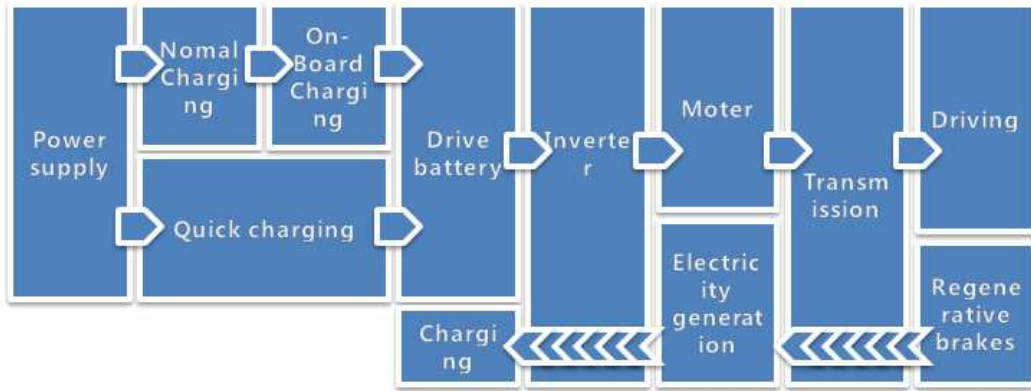 Power
supply
Nomal
Chargi
ng
On-
Board
Chargi
ng
Quick charging
Drive
battery
Chargi
ng
Inverte
r
Moter
Electric
ity
generat
ion
Transm
ission
Driving
Regene
rative
brakes